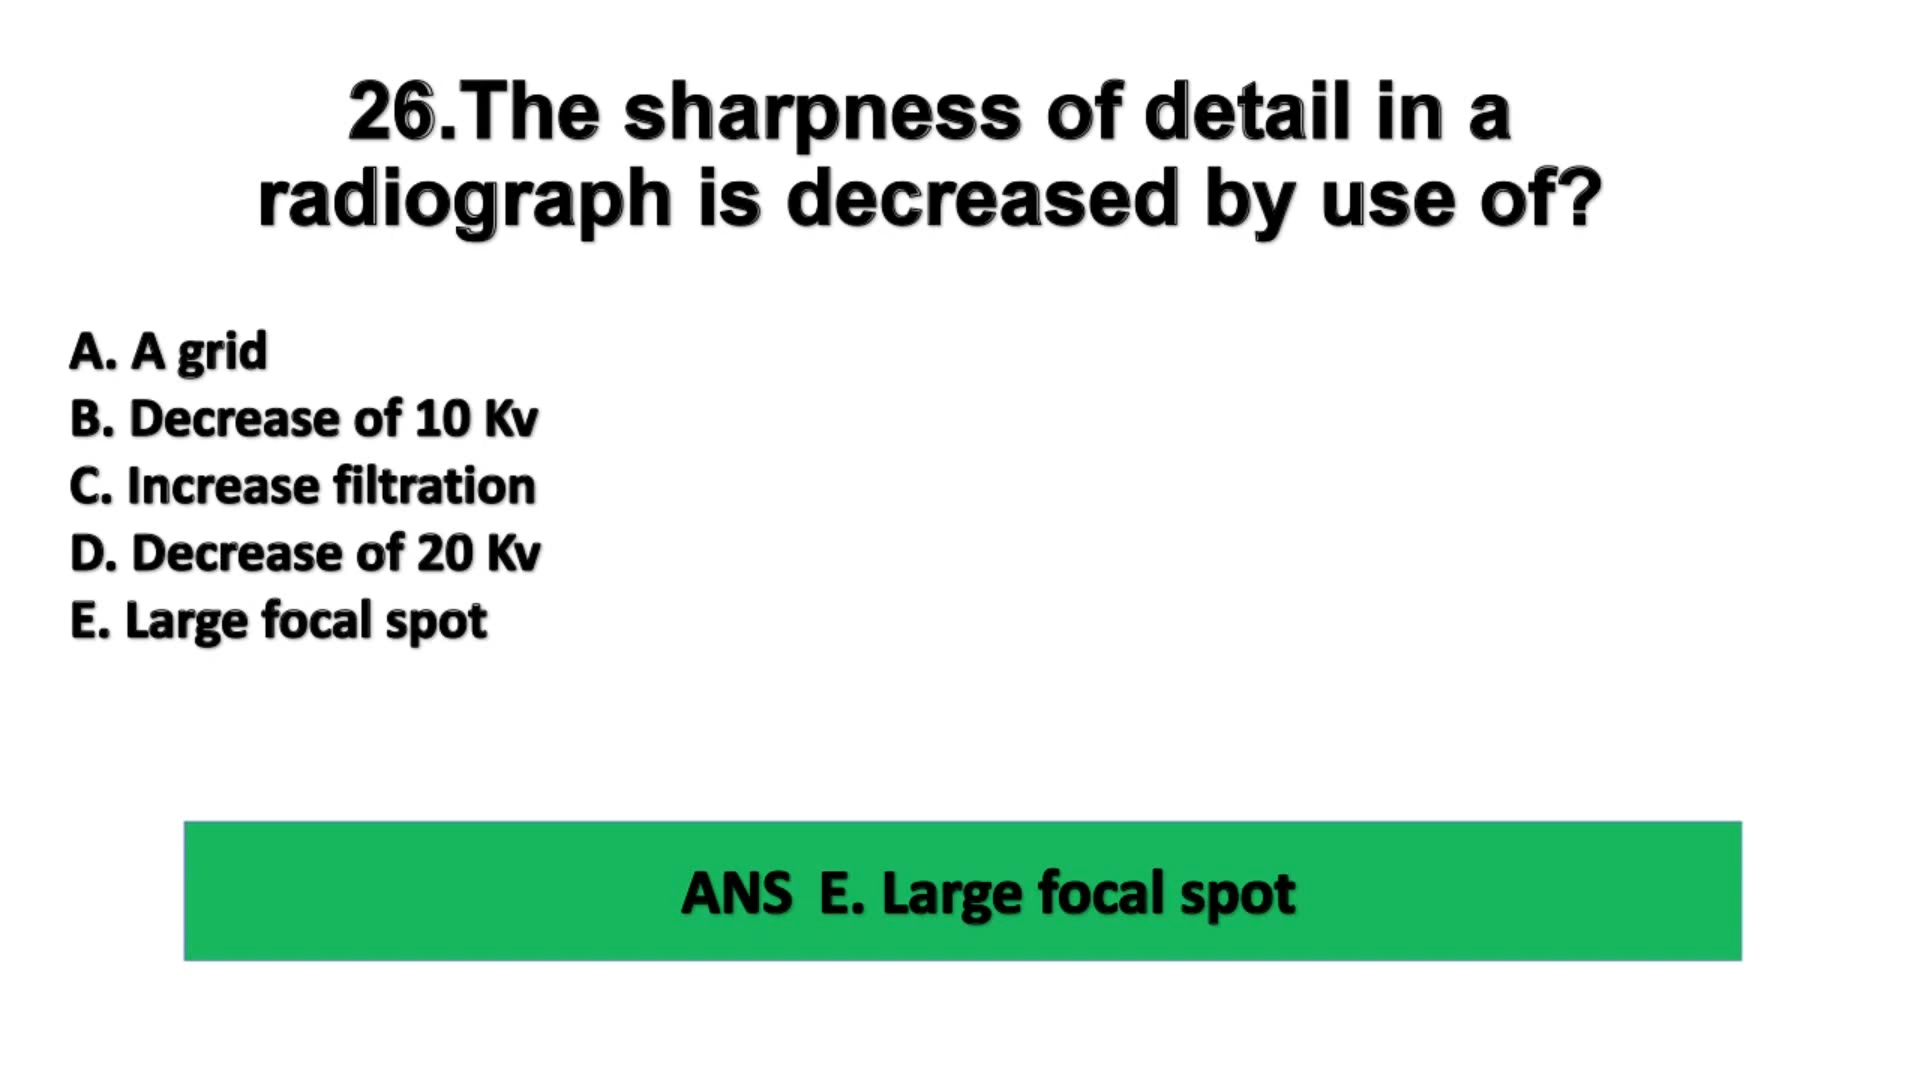 26.The sharpness of detail in a
radiograph is decreased by use of?
A. A grid
B. Decrease of 10 Kv
C. Increase filtration
D. Decrease of 20 Kv
E. Large focal spot
ANS E. Large focal spot